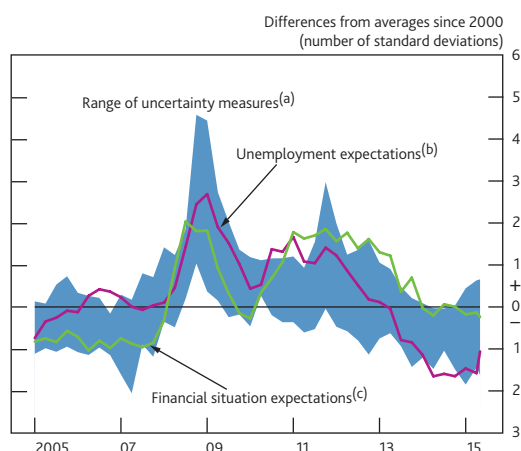 Differences from averages since 2000
(number of standard deviations)
6
5
Range of uncertainty measures(a)
4
Unemployment expectations(b)
3
2
1
+
0
–
1
Financial situation expectations(c)
2
3
2005 07 09 11 13 15